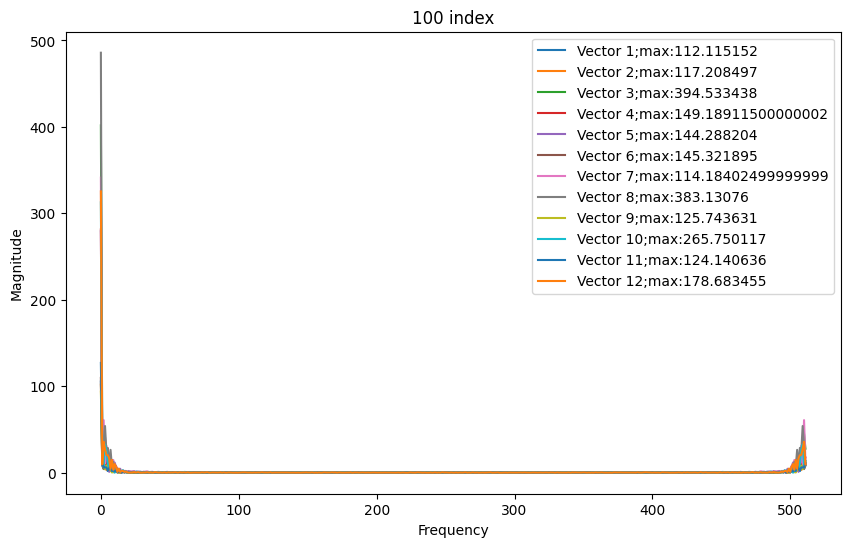 100 index
500
400
300
200
100
0
Magnitude
Vector 1;max:112.115152
Vector 2;max:117.208497
Vector 3;max:394.533438
Vector 4;max:149.18911500000002
Vector 5;max:144.288204
Vector 6;max:145.321895
Vector 7;max:114.18402499999999
Vector 8;max:383.13076
Vector 9;max:125.743631
Vector 10;max:265.750117
Vector 11;max:124.140636
Vector 12;max:178.683455
0 100 200 300 400 500
Frequency